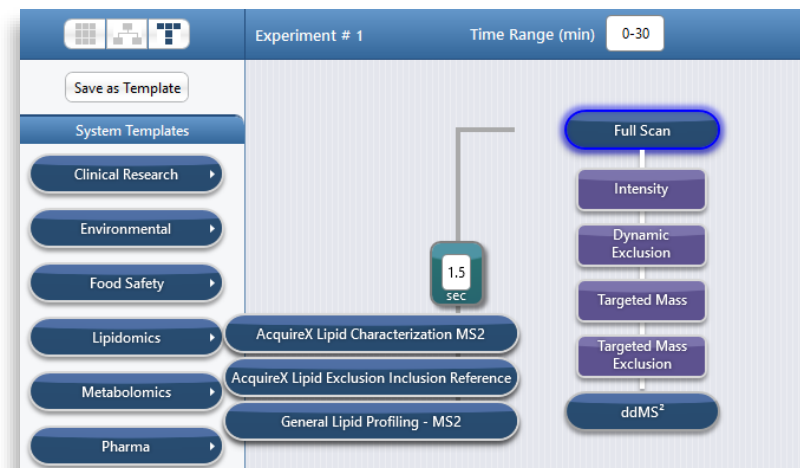 Experiment # 1
Time Range (min)
0-30
Save as Template
System Templates
Clinical Research
Environmental
Food Safety
Lipidomics
Metabolomics
Pharma
1.5
sec
AcquireX Lipid Characterization MS2
AcquireX Lipid Exclusion Inclusion Reference
General Lipid Profiling - MS2
Full Scan
Intensity
Dynamic
Exclusion
Targeted Mass
Targeted Mass
Exclusion
ddMS²